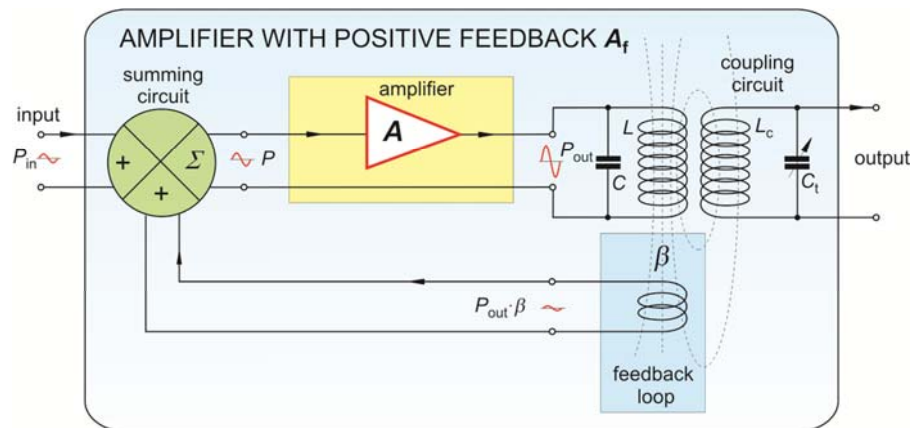 AMPLIFIER WITH POSITIVE FEEDBACK Af
summing
circuit
coupling
circuit
amplifier
input
Pin
+
Σ
+
P
A
Pout
L
C
Lc
Ct
output
β
Pout·β
feedback
loop